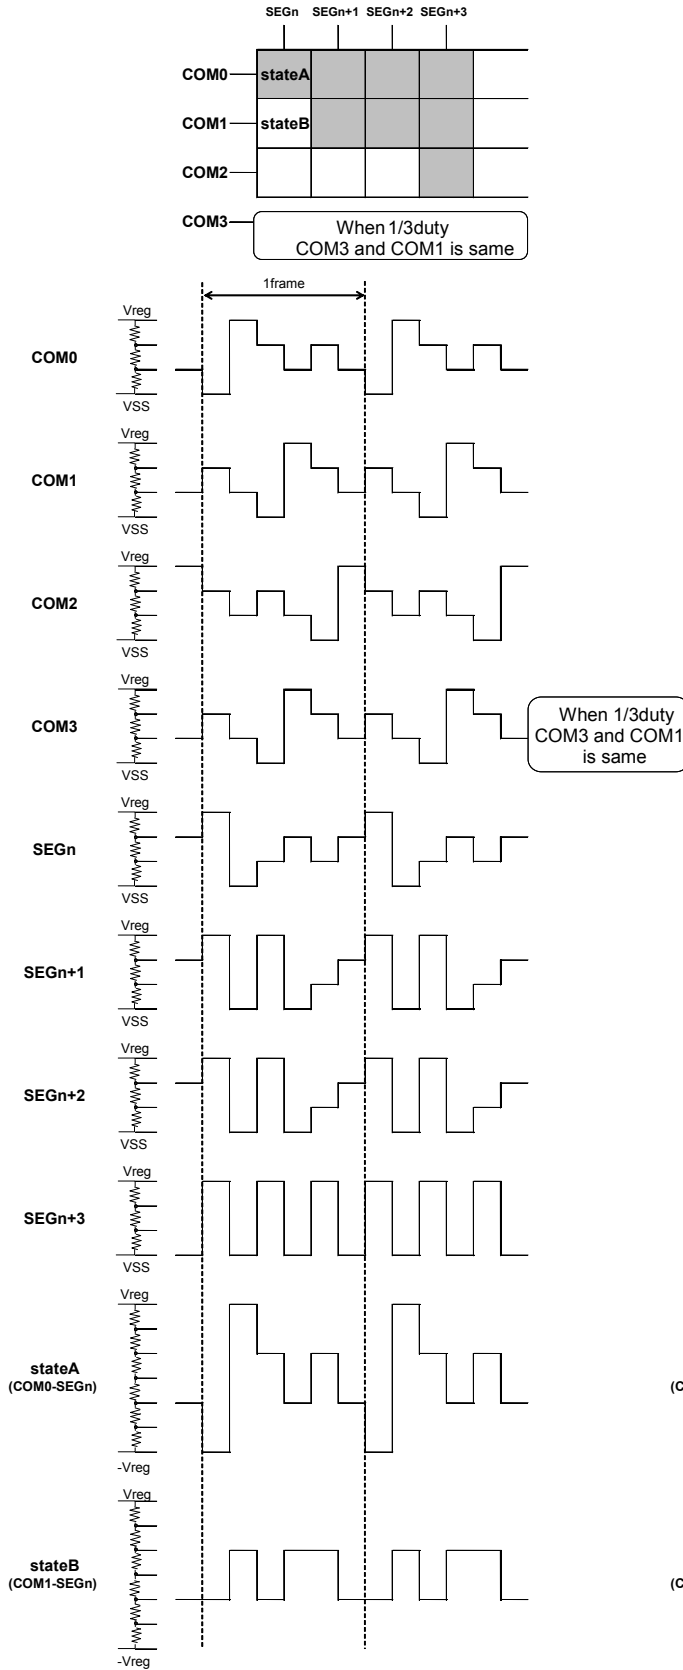 SEGn SEGn+1 SEGn+2 SEGn+3
COM0 stateA
COM1 stateB
COM2
COM3
When 1/3duty
COM3 and COM1 is same
1frame
Vreg
COM0
VSS
Vreg
COM1
VSS
Vreg
COM2
VSS
Vreg
COM3
VSS
When 1/3duty
COM3 and COM1
is same
Vreg
SEGn
VSS
Vreg
SEGn+1
VSS
Vreg
SEGn+2
VSS
Vreg
SEGn+3
VSS
Vreg
stateA
(COM0-SEGn)
(C
-Vreg
Vreg
stateB
(COM1-SEGn)
(C
-Vreg